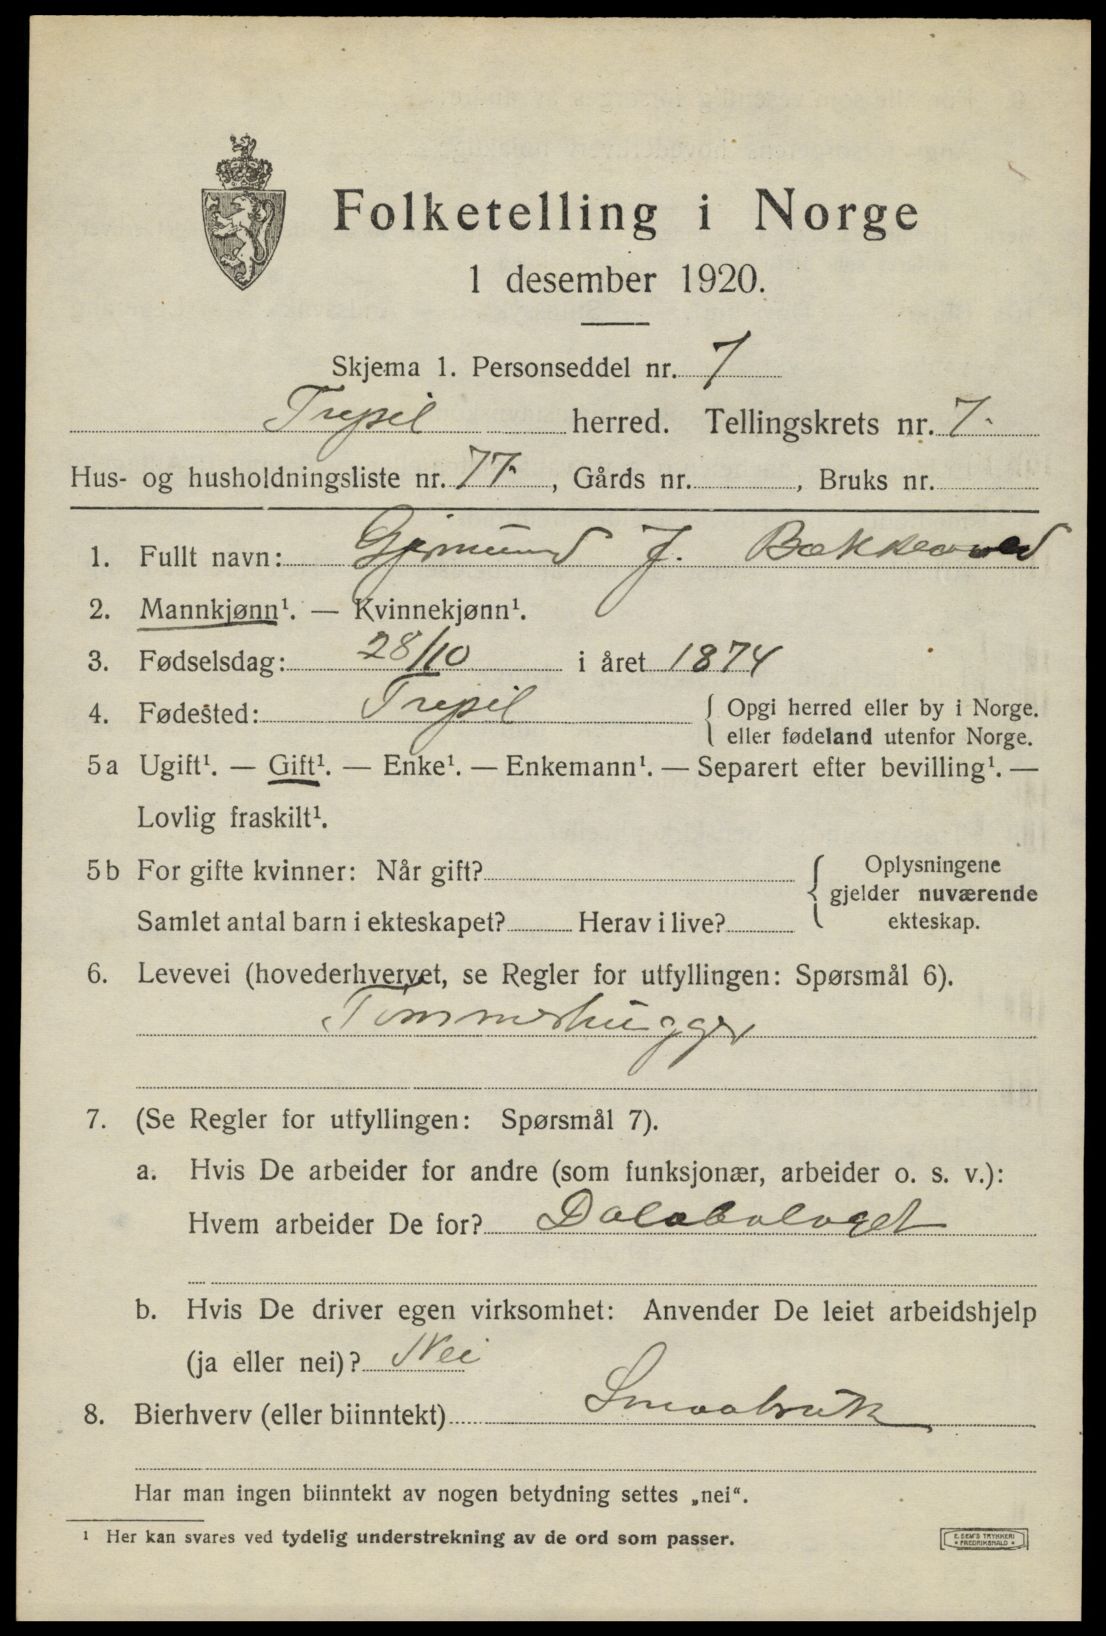 Folketelling i Norge
1 desember 1920.
Skjema 1. Personseddel nr. 7
Trysil herred. Tellingskrets nr. 7.
Hus- og husholdningsliste nr. 77., Gårds nr. , Bruks nr.
1. Fullt navn: J.
2. Mannkjønn¹. — Kvinnekjønn¹.
3. Fødselsdag: 28/10 i året 1874
4. Fødested: Trysil { Opgi herred eller by i Norge.
eller fødeland utenfor Norge.
5a Ugift¹. — Gift¹. — Enke¹. — Enkemann¹. — Separert efter bevilling¹. —
Lovlig fraskilt¹.
5b For gifte kvinner: Når gift? { Oplysningene
gjelder nuværende
ekteskap.
Samlet antal barn i ekteskapet? Herav i live?
6. Levevei (hovederhvervet, se Regler for utfyllingen: Spørsmål 6).
Tømmerhugger
7. (Se Regler for utfyllingen: Spørsmål 7).
a. Hvis De arbeider for andre (som funksjonær, arbeider o. s. v.):
Hvem arbeider De for? Dalabolaget
b. Hvis De driver egen virksomhet: Anvender De leiet arbeidshjelp
(ja eller nei)? Nei
8. Bierhverv (eller biinntekt) Smaabruk
Har man ingen biinntekt av nogen betydning settes „nei“.
¹ Her kan svares ved tydelig understrekning av de ord som passer.
E. SEM'S TRYKKERI
• FREDRIKSHALD •